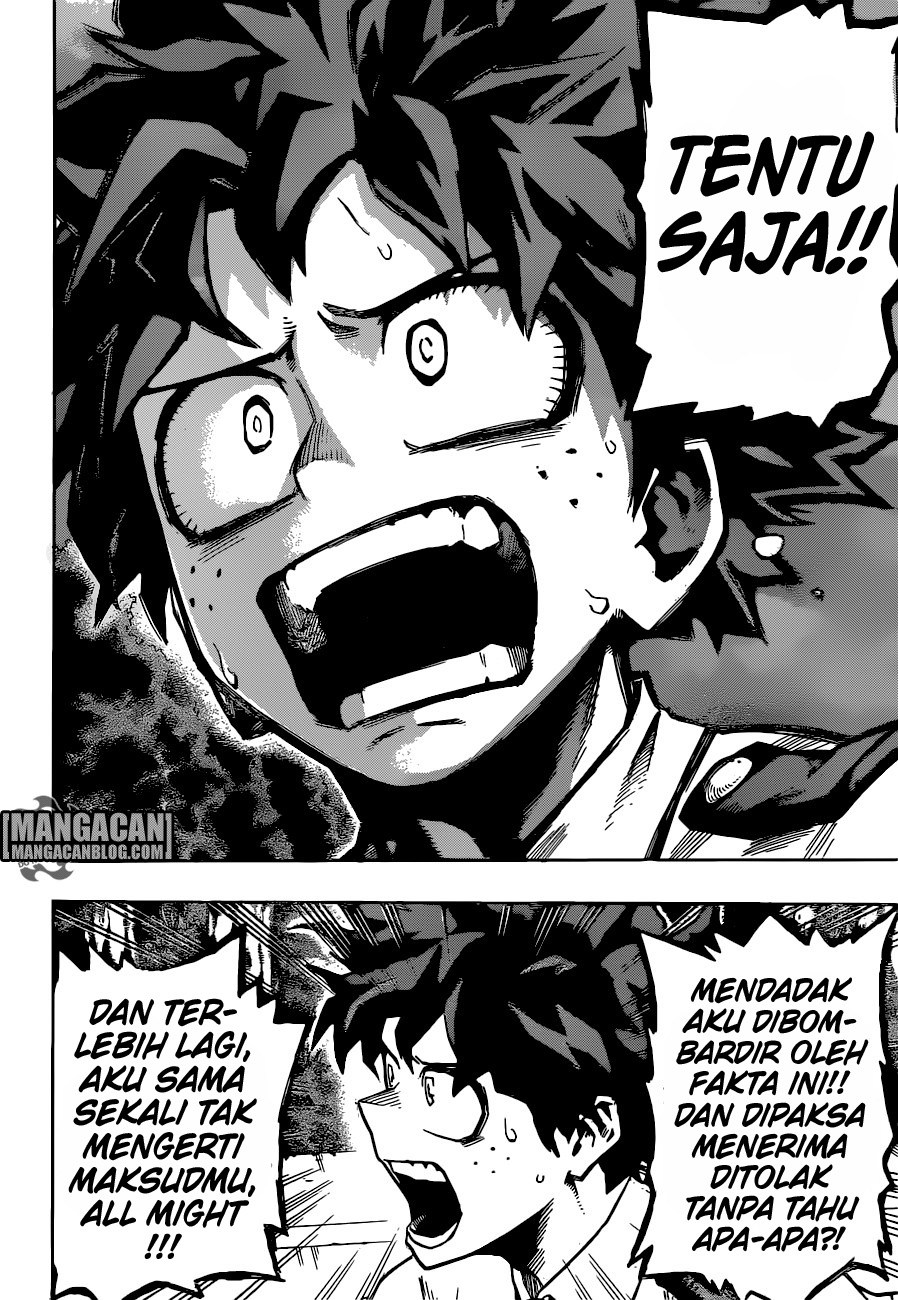 TENTU
SAJA!!
MENDADAK
AKU DIBOM-
BARDIR OLEH
FAKTA INI!!
DAN DIPAKSA
MENERIMA
DITOLAK
TANPA TAHU
APA-APA?!
DAN TER-
LEBIH LAGI,
AKU SAMA
SEKALI TAK
MENGERTI
MAKSUDMU,
ALL MIGHT
!!!
MANGACAN
MANGACANBLOG.COM